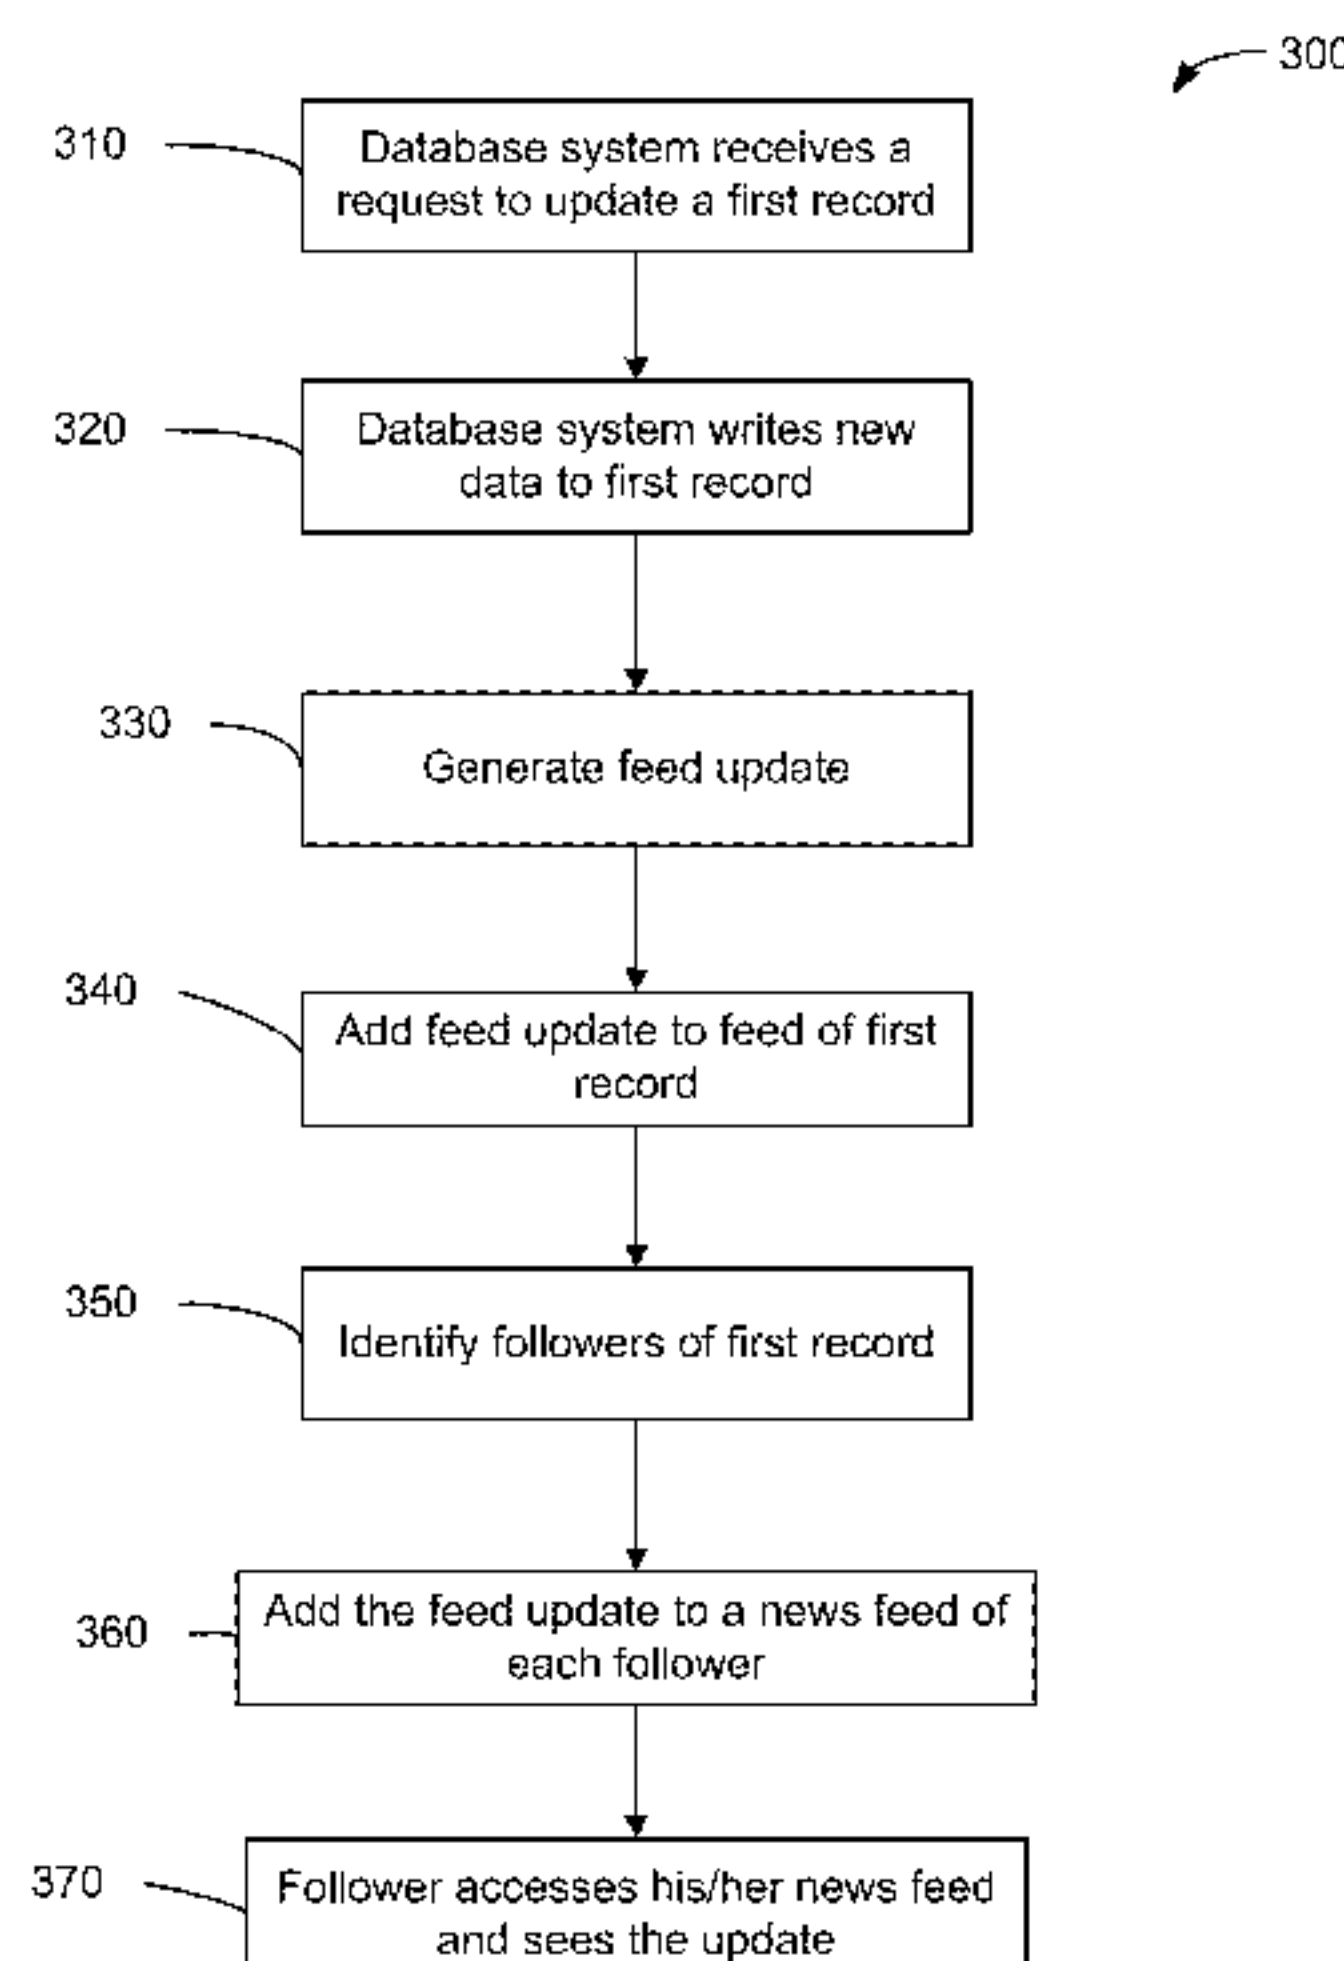 300
310
Database system receives a
request to update a first record
320
Database system writes new
data to first record
330
Generate feed update
340
Add feed update to feed of first
record
350
Identify followers of first record
360
Add the feed update to a news feed of
each follower
370
Follower accesses his/her news feed
and sees the update